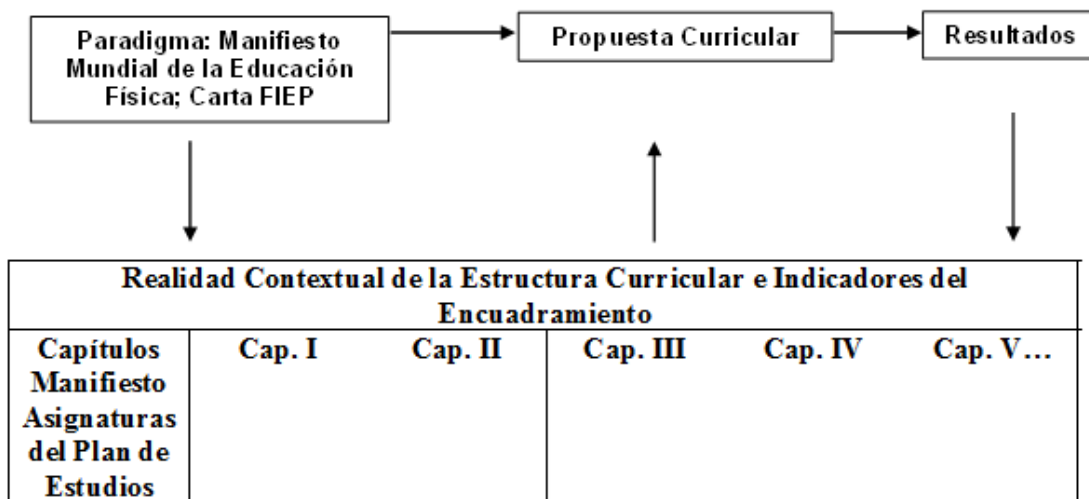 Paradigma: Manifiesto
Mundial de la Educación
Física; Carta FIEP
Propuesta Curricular
Resultados
Realidad Contextual de la Estructura Curricular e Indicadores del
Encuadramiento
Capítulos
Manifiesto
Asignaturas
del Plan de
Estudios
Cap. I
Cap. II
Cap. III
Cap. IV
Cap. V…